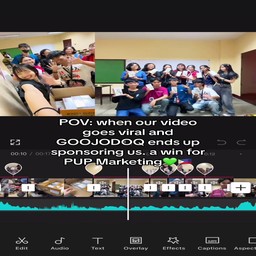 POV: when our video
goes viral and
GOOJODOQ ends up
sponsoring us. a win for
PUP Marketing💚
00:10
Edit
Audio
Text
Overlay
Effects
Captions
Aspect